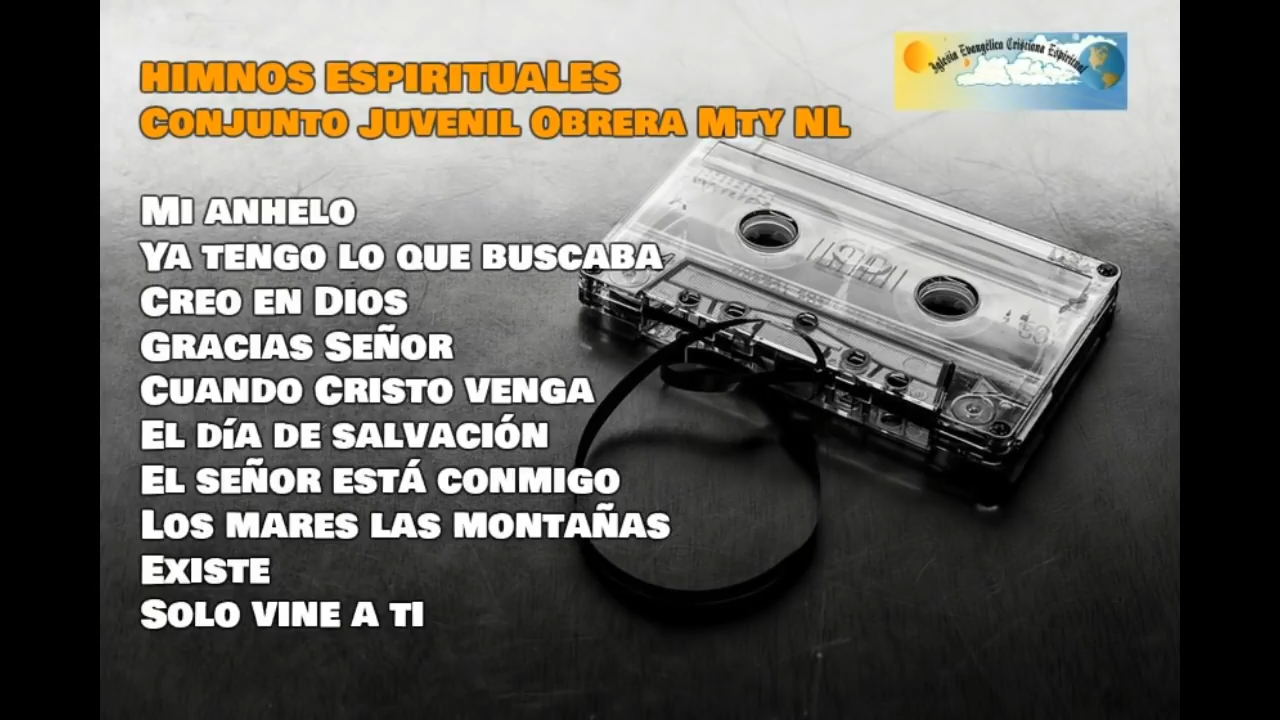 HIMNOS ESPIRITUALES
CONJUNTO JUVENIL OBRERA MTY NL
Iglesia Evangélica Cristiana Espiritual
MI ANHELO
YA TENGO LO QUE BUSCABA
CREO EN DIOS
GRACIAS SEÑOR
CUANDO CRISTO VENGA
EL DÍA DE SALVACIÓN
EL SEÑOR ESTÁ CONMIGO
LOS MARES LAS MONTAÑAS
EXISTE
SOLO VINE A TI